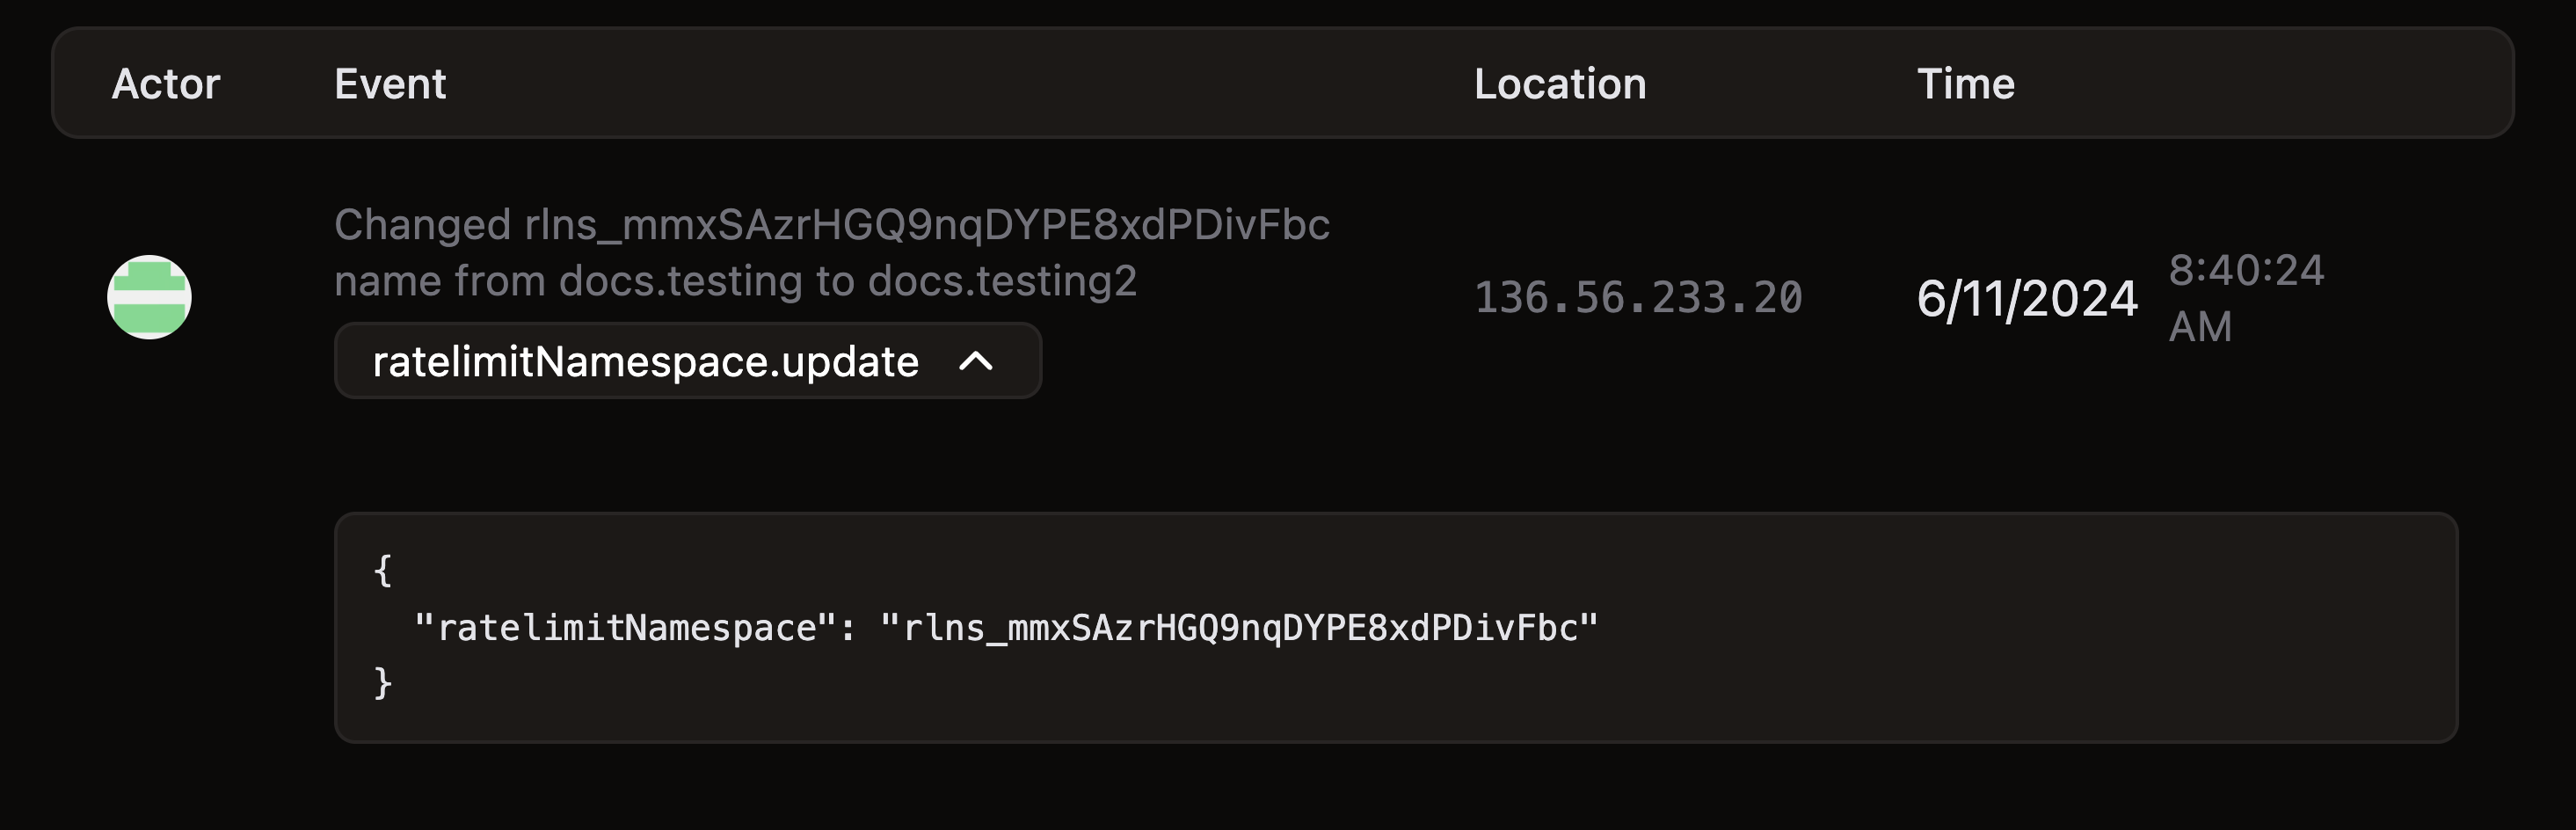 Actor Event Location Time
Changed rlns_mmxSAzrHGQ9nqDYPE8xdPDivFbc
name from docs.testing to docs.testing2
ratelimitNamespace.update
136.56.233.20
6/11/2024
8:40:24
AM
{
"ratelimitNamespace": "rlns_mmxSAzrHGQ9nqDYPE8xdPDivFbc"
}